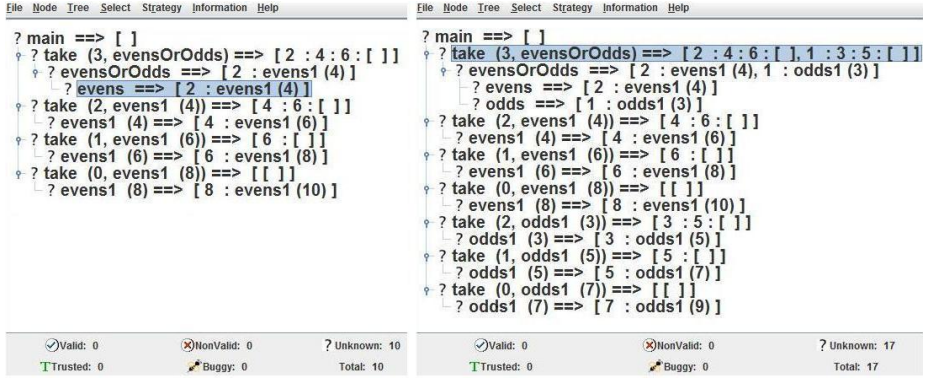 File Node Tree Select Strategy Information Help
? main ==> [ ]
? take (3, evensOrOdds) ==> [ 2 : 4 : 6 : [ ] ]
? evensOrOdds ==> [ 2 : evens1 (4) ]
? evens ==> [ 2 : evens1 (4) ]
? take (2, evens1 (4)) ==> [ 4 : 6 : [ ] ]
? evens1 (4) ==> [ 4 : evens1 (6) ]
? take (1, evens1 (6)) ==> [ 6 : [ ] ]
? evens1 (6) ==> [ 6 : evens1 (8) ]
? take (0, evens1 (8)) ==> [ [ ] ]
? evens1 (8) ==> [ 8 : evens1 (10) ]
Valid: 0 NonValid: 0 ? Unknown: 10
T Trusted: 0 Buggy: 0 Total: 10
File Node Tree Select Strategy Information Help
? main ==> [ ]
? take (3, evensOrOdds) ==> [ 2 : 4 : 6 : [ ], 1 : 3 : 5 : [ ] ]
? evensOrOdds ==> [ 2 : evens1 (4), 1 : odds1 (3) ]
? evens ==> [ 2 : evens1 (4) ]
? odds ==> [ 1 : odds1 (3) ]
? take (2, evens1 (4)) ==> [ 4 : 6 : [ ] ]
? evens1 (4) ==> [ 4 : evens1 (6) ]
? take (1, evens1 (6)) ==> [ 6 : [ ] ]
? evens1 (6) ==> [ 6 : evens1 (8) ]
? take (0, evens1 (8)) ==> [ [ ] ]
? evens1 (8) ==> [ 8 : evens1 (10) ]
? take (2, odds1 (3)) ==> [ 3 : 5 : [ ] ]
? odds1 (3) ==> [ 3 : odds1 (5) ]
? take (1, odds1 (5)) ==> [ 5 : [ ] ]
? odds1 (5) ==> [ 5 : odds1 (7) ]
? take (0, odds1 (7)) ==> [ [ ] ]
? odds1 (7) ==> [ 7 : odds1 (9) ]
Valid: 0 NonValid: 0 ? Unknown: 17
T Trusted: 0 Buggy: 0 Total: 17